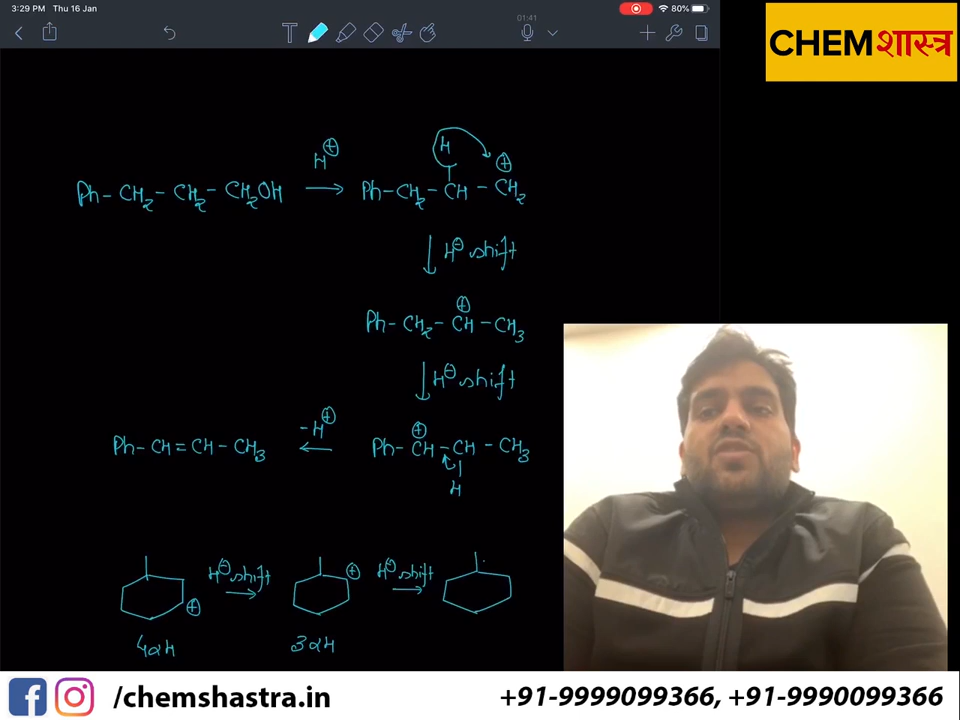 3:29 PM Thu 16 Jan
01:41
80%
CHEMशास्त्र
T
H⊕
Ph-CH₂-CH₂-CH₂OH → Ph-CH₂-CH-CH₂
H
⊕
↓ H⊖ shift
⊕
Ph-CH₂-CH-CH₃
↓ H⊖ shift
-H⊕
⊕
Ph-CH=CH-CH₃ ← Ph-CH-CH-CH₃
H
H⊖ shift → ⊕ H⊖ shift →
⊕
4αH 3αH
/chemshastra.in +91-9999099366, +91-9990099366